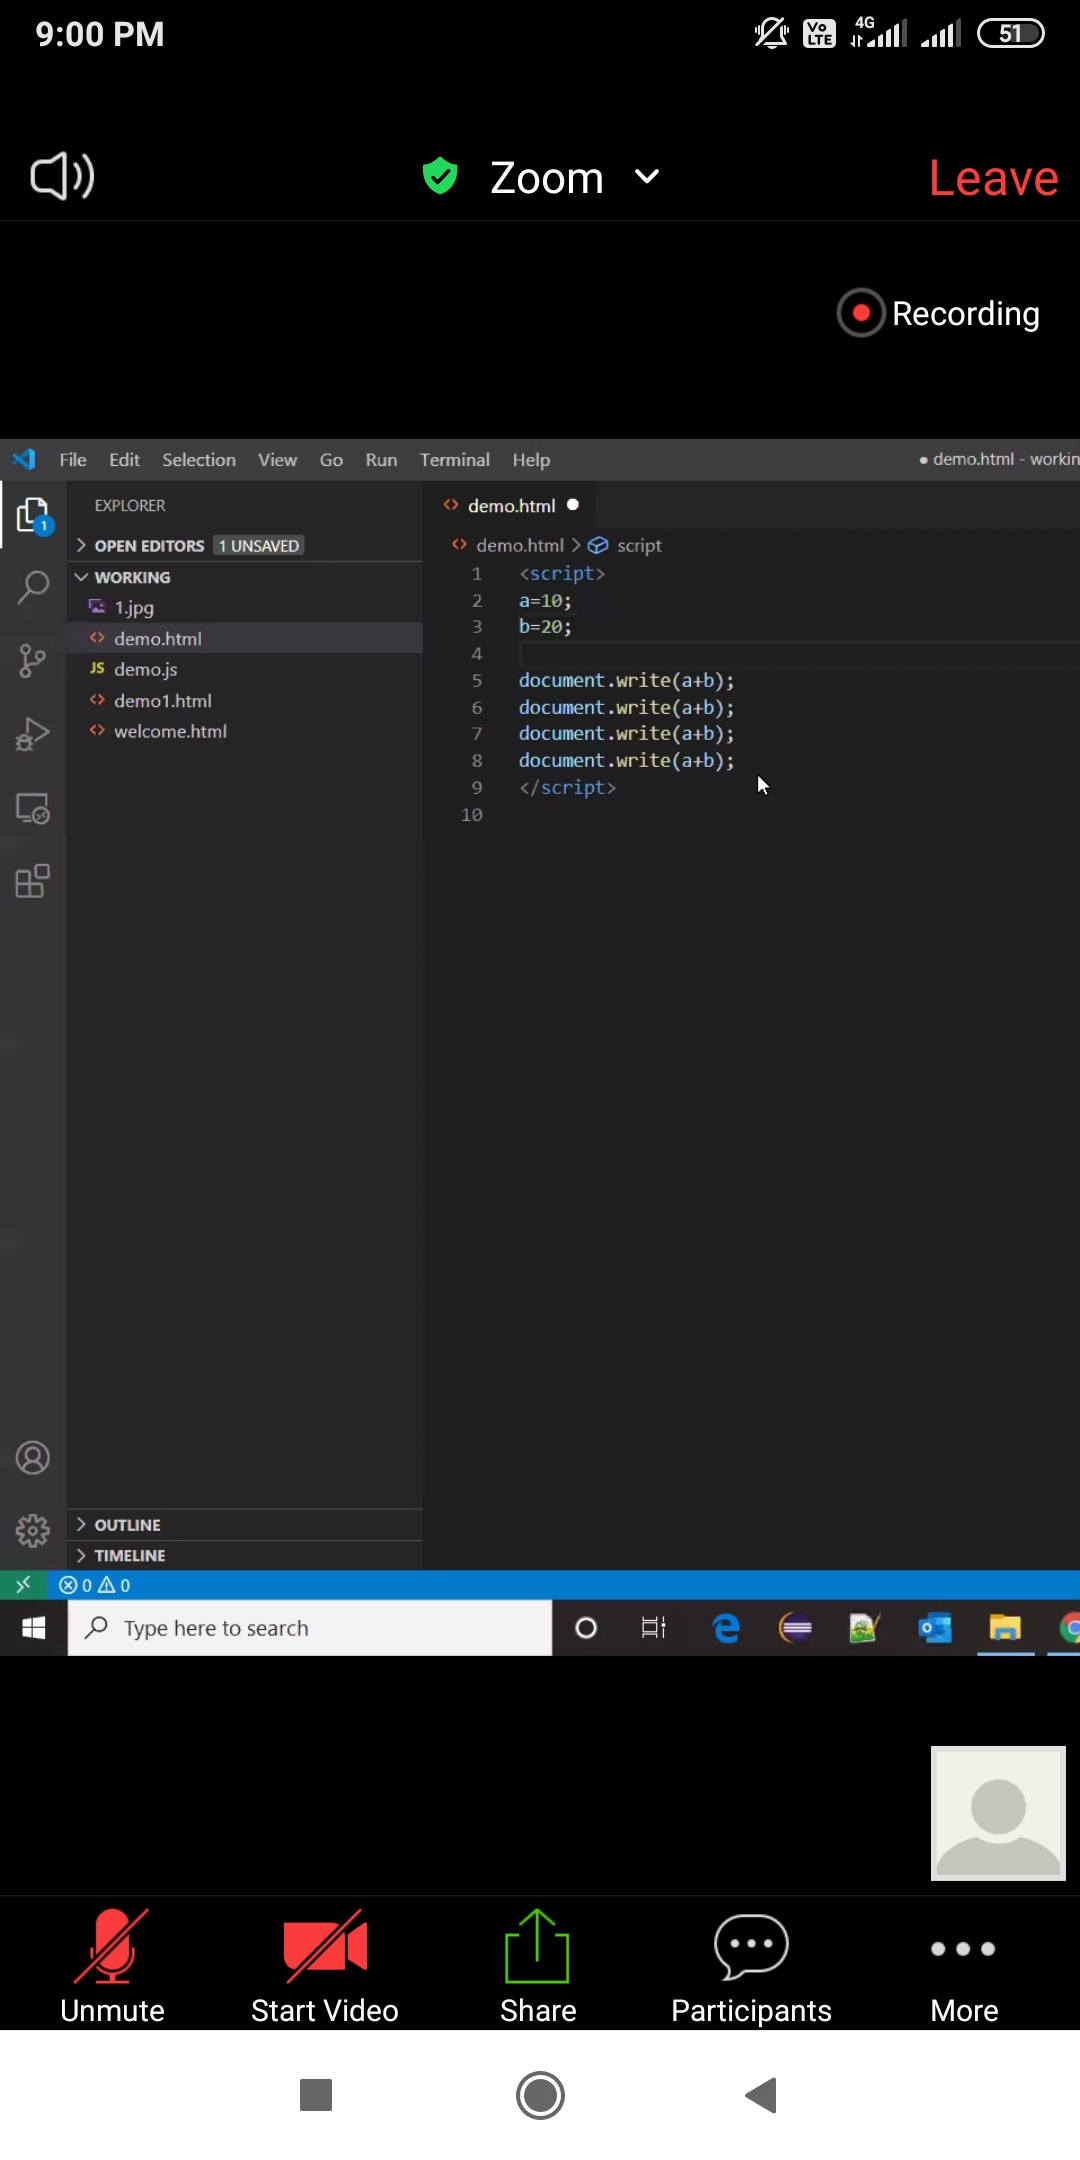 9:00 PM
Vo LTE 4G 51
Zoom
Leave
Recording
File Edit Selection View Go Run Terminal Help
● demo.html - workin
EXPLORER
demo.html ●
1
OPEN EDITORS 1 UNSAVED
demo.html > script
WORKING
1.jpg
demo.html
JS demo.js
demo1.html
welcome.html
1 <script>
2 a=10;
3 b=20;
4
5 document.write(a+b);
6 document.write(a+b);
7 document.write(a+b);
8 document.write(a+b);
9 </script>
10
OUTLINE
TIMELINE
0 0
Type here to search
Unmute
Start Video
Share
Participants
More